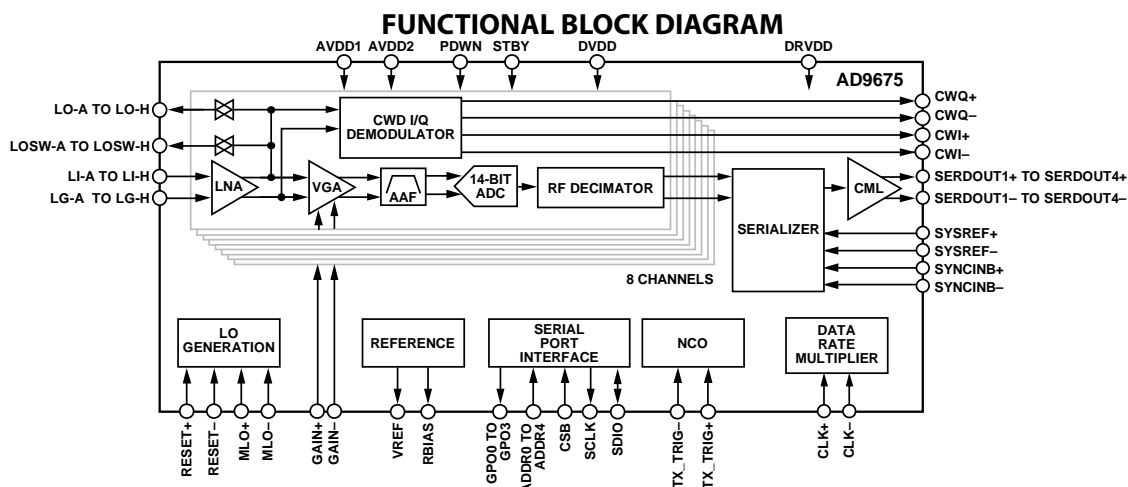 FUNCTIONAL BLOCK DIAGRAM
AVDD1 AVDD2 PDWN STBY DVDD DRVDD
AD9675
LO-A TO LO-H
LOSW-A TO LOSW-H
LI-A TO LI-H
LG-A TO LG-H
CWD I/Q
DEMODULATOR
LNA
VGA
AAF
14-BIT
ADC
RF DECIMATOR
SERIALIZER
CML
8 CHANNELS
CWQ+
CWQ–
CWI+
CWI–
SERDOUT1+ TO SERDOUT4+
SERDOUT1– TO SERDOUT4–
SYSREF+
SYSREF–
SYNCINB+
SYNCINB–
LO
GENERATION
REFERENCE
SERIAL
PORT
INTERFACE
NCO
DATA
RATE
MULTIPLIER
RESET+
RESET–
MLO+
MLO–
GAIN+
GAIN–
VREF
RBIAS
GPO0 TO
GPO3
ADDR0 TO
ADDR4
CSB
SCLK
SDIO
TX_TRIG–
TX_TRIG+
CLK+
CLK–